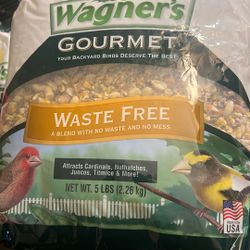 Wagner's
GOURMET
YOUR BACKYARD BIRDS DESERVE THE BEST
WASTE FREE
A BLEND WITH NO WASTE AND NO MESS
Attracts Cardinals, Nuthatches,
Juncos, Titmice & More!
NET WT. 5 LBS (2.26 kg)
USA